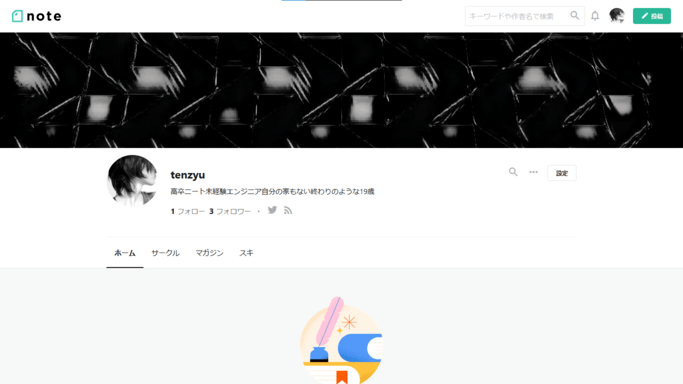 note
キーワードや作者名で検索
投稿
tenzyu
設定
高卒ニート未経験エンジニア自分の家もない終わりのような19歳
1 フォロー 3 フォロワー ・
ホーム サークル マガジン スキ